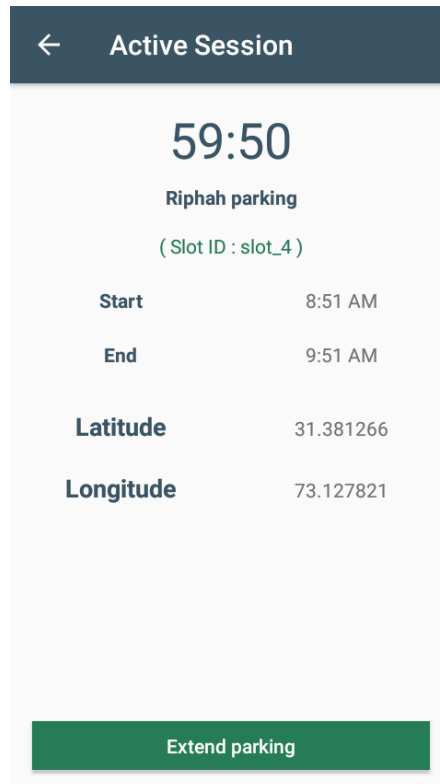 Active Session
59:50
Riphah parking
( Slot ID : slot_4 )
Start 8:51 AM
End 9:51 AM
Latitude 31.381266
Longitude 73.127821
Extend parking